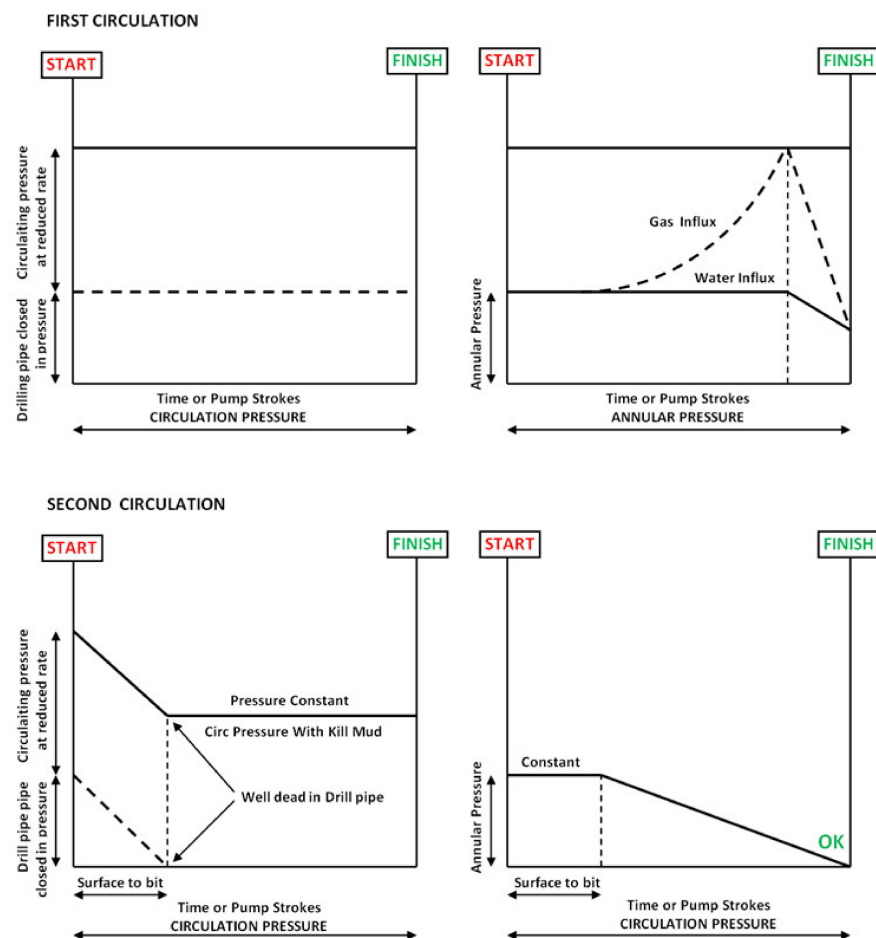 FIRST CIRCULATION
START
FINISH
START
FINISH
Circulaiting pressure
at reduced rate
Drilling pipe closed
in pressure
Gas Influx
Water Influx
Annular Pressure
Time or Pump Strokes
CIRCULATION PRESSURE
Time or Pump Strokes
ANNULAR PRESSURE
SECOND CIRCULATION
START
FINISH
START
FINISH
Circulaiting pressure
at reduced rate
Drill pipe pipe
closed in pressure
Pressure Constant
Circ Pressure With Kill Mud
Well dead in Drill pipe
Constant
Annular Pressure
OK
Surface to bit
Surface to bit
Time or Pump Strokes
CIRCULATION PRESSURE
Time or Pump Strokes
CIRCULATION PRESSURE